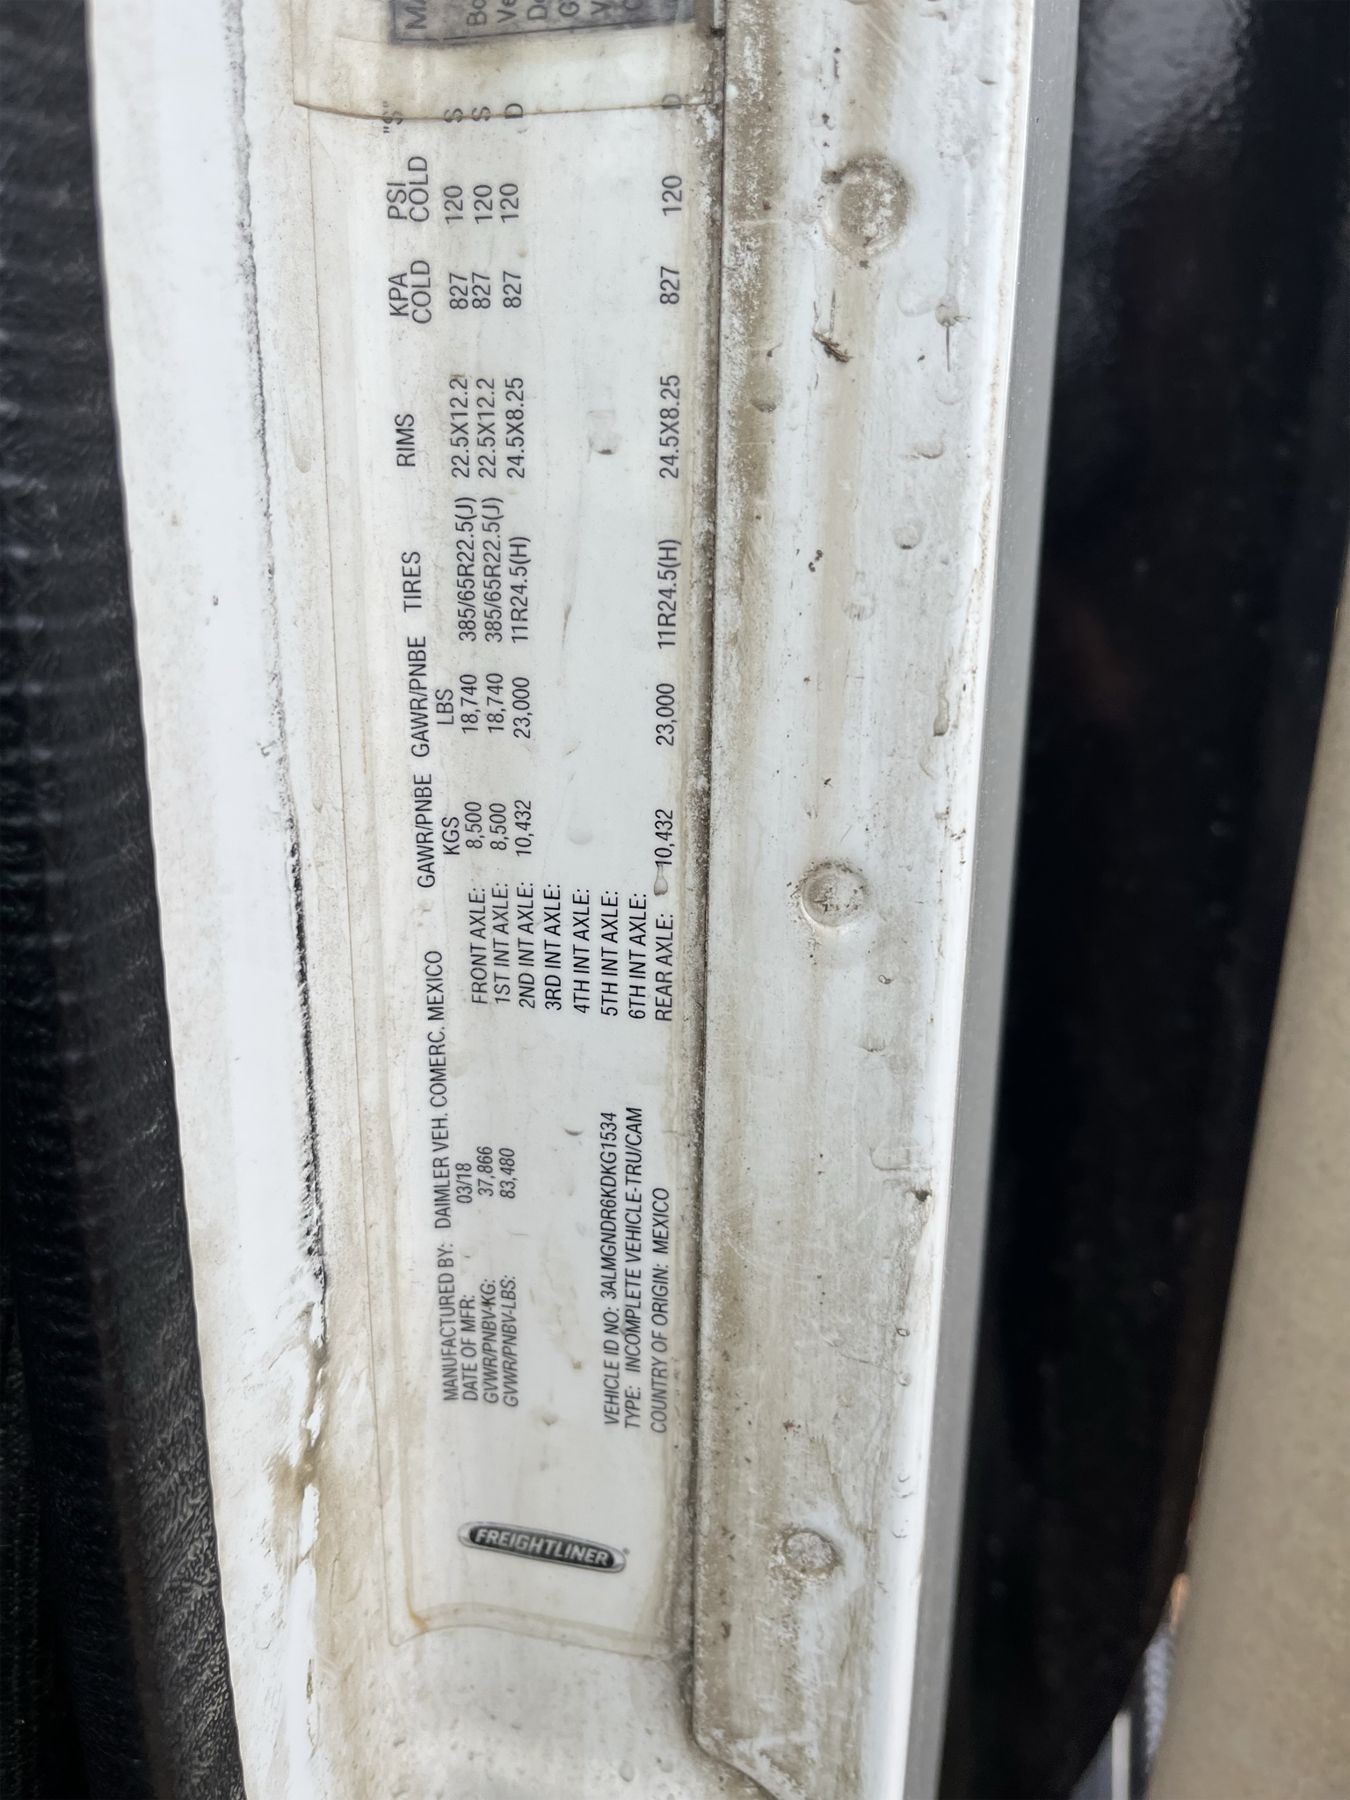 FREIGHTLINER
MANUFACTURED BY: DAIMLER VEH. COMERC. MEXICO
DATE OF MFR: 03/18
GVWR/PNBV-KG: 37,866
GVWR/PNBV-LBS: 83,480
VEHICLE ID NO: 3ALMGNDR6KDKG1534
TYPE: INCOMPLETE VEHICLE-TRU/CAM
COUNTRY OF ORIGIN: MEXICO
GAWR/PNBE GAWR/PNBE TIRES RIMS KPA PSI "S"
KGS LBS COLD COLD
FRONT AXLE: 8,500 18,740 385/65R22.5(J) 22.5X12.2 827 120 S
1ST INT AXLE: 8,500 18,740 385/65R22.5(J) 22.5X12.2 827 120 S
2ND INT AXLE: 10,432 23,000 11R24.5(H) 24.5X8.25 827 120 D
3RD INT AXLE:
4TH INT AXLE:
5TH INT AXLE:
6TH INT AXLE:
REAR AXLE: 10,432 23,000 11R24.5(H) 24.5X8.25 827 120 D